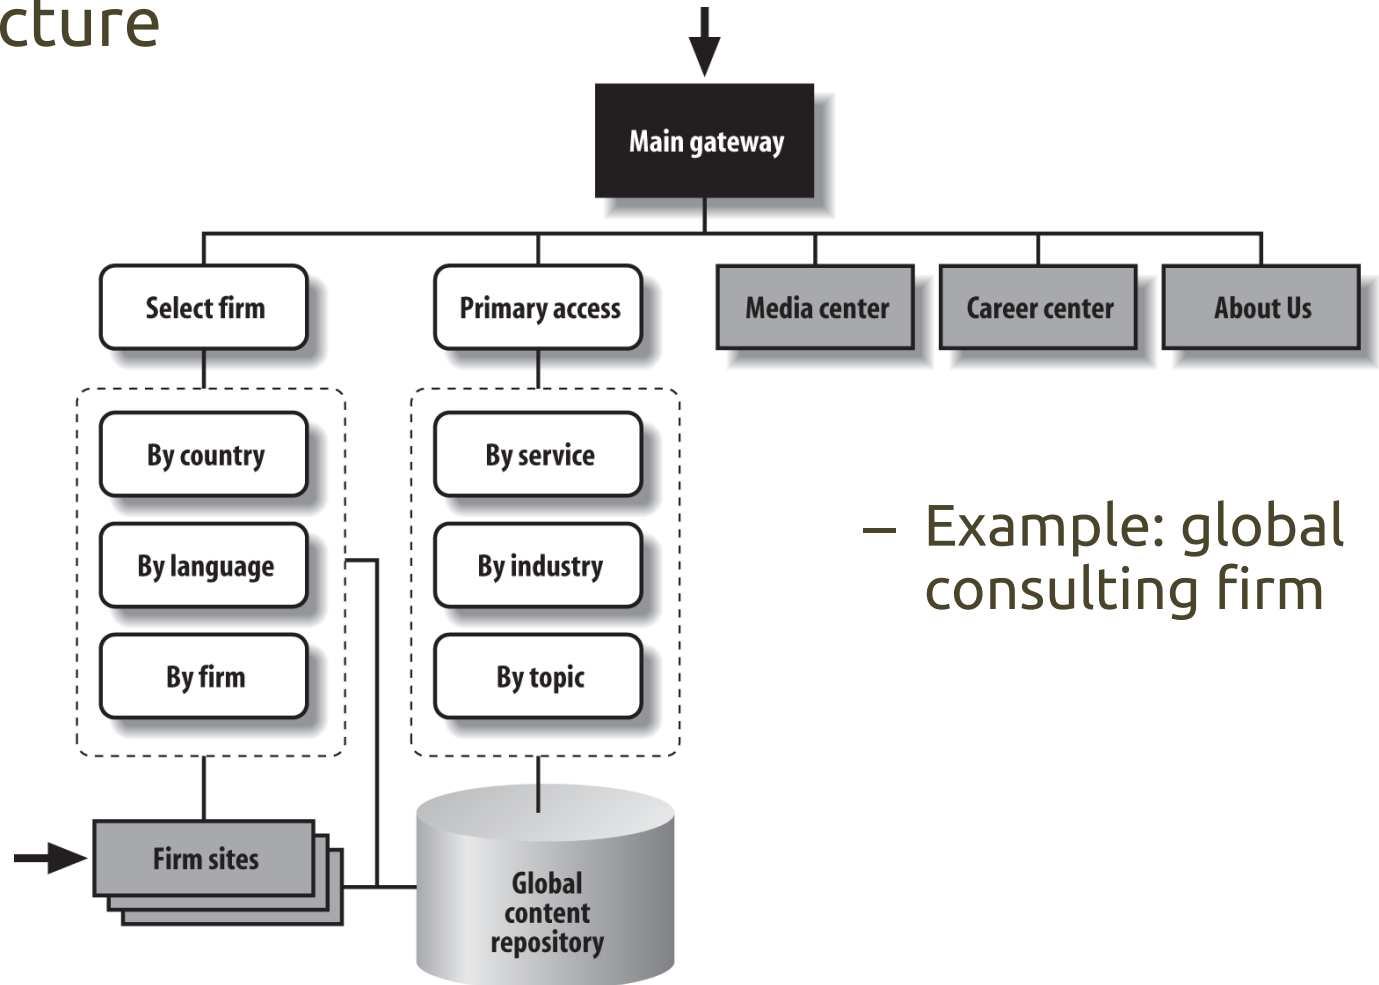 cture
Main gateway
Select firm
Primary access
Media center
Career center
About Us
By country
By service
By language
By industry
By firm
By topic
– Example: global
consulting firm
Firm sites
Global
content
repository